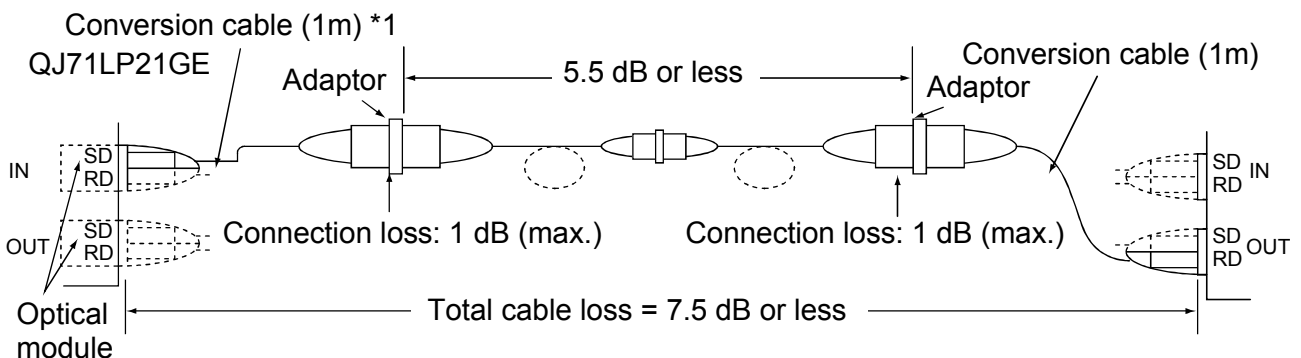 Conversion cable (1m) *1
QJ71LP21GE
Adaptor
5.5 dB or less
Conversion cable (1m)
Adaptor
IN
SD
RD
SD
RD
IN
OUT
SD
RD
Connection loss: 1 dB (max.)
Connection loss: 1 dB (max.)
SD
RD
OUT
Optical
module
Total cable loss = 7.5 dB or less